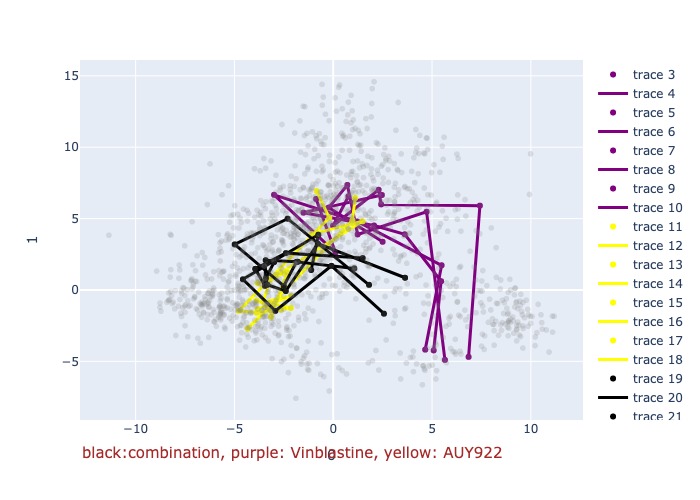 15
10
5
0
−5
1
−10
−5
0
5
10
0
black:combination, purple: Vinblastine, yellow: AUY922
trace 3
trace 4
trace 5
trace 6
trace 7
trace 8
trace 9
trace 10
trace 11
trace 12
trace 13
trace 14
trace 15
trace 16
trace 17
trace 18
trace 19
trace 20
trace 21